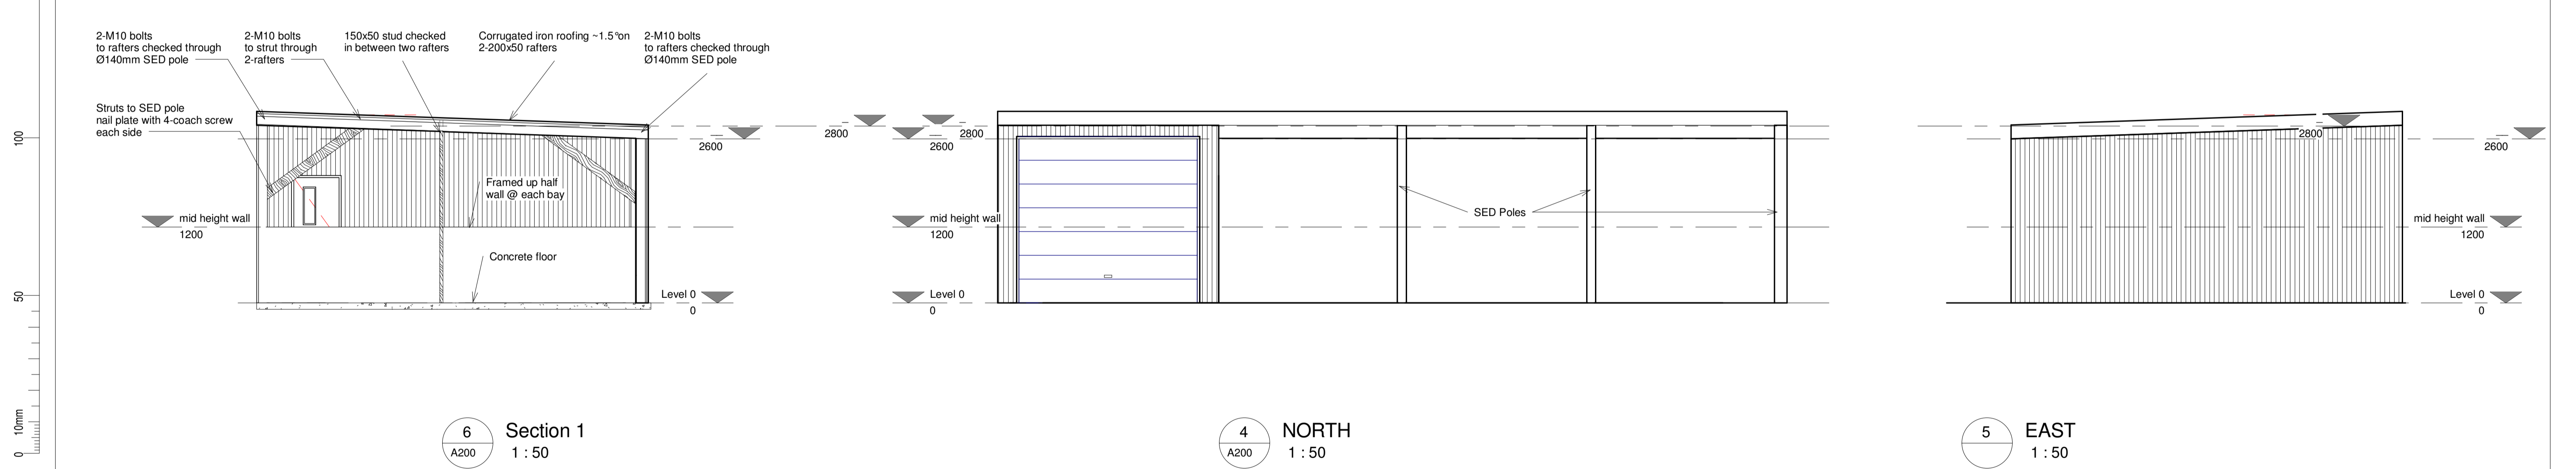 2-M10 bolts
to rafters checked through
Ø140mm SED pole
2-M10 bolts
to strut through
2-rafters
150x50 stud checked
in between two rafters
Corrugated iron roofing ~1.5°on
2-200x50 rafters
2-M10 bolts
to rafters checked through
Ø140mm SED pole
Struts to SED pole
nail plate with 4-coach screw
each side
Framed up half
wall @ each bay
mid height wall
1200
Concrete floor
2600
2800
Level 0
0
6
A200
Section 1
1 : 50
2800
2600
mid height wall
1200
Level 0
0
SED Poles
4
A200
NORTH
1 : 50
2800
2600
mid height wall
1200
Level 0
0
5
EAST
1 : 50
100
50
10mm
0